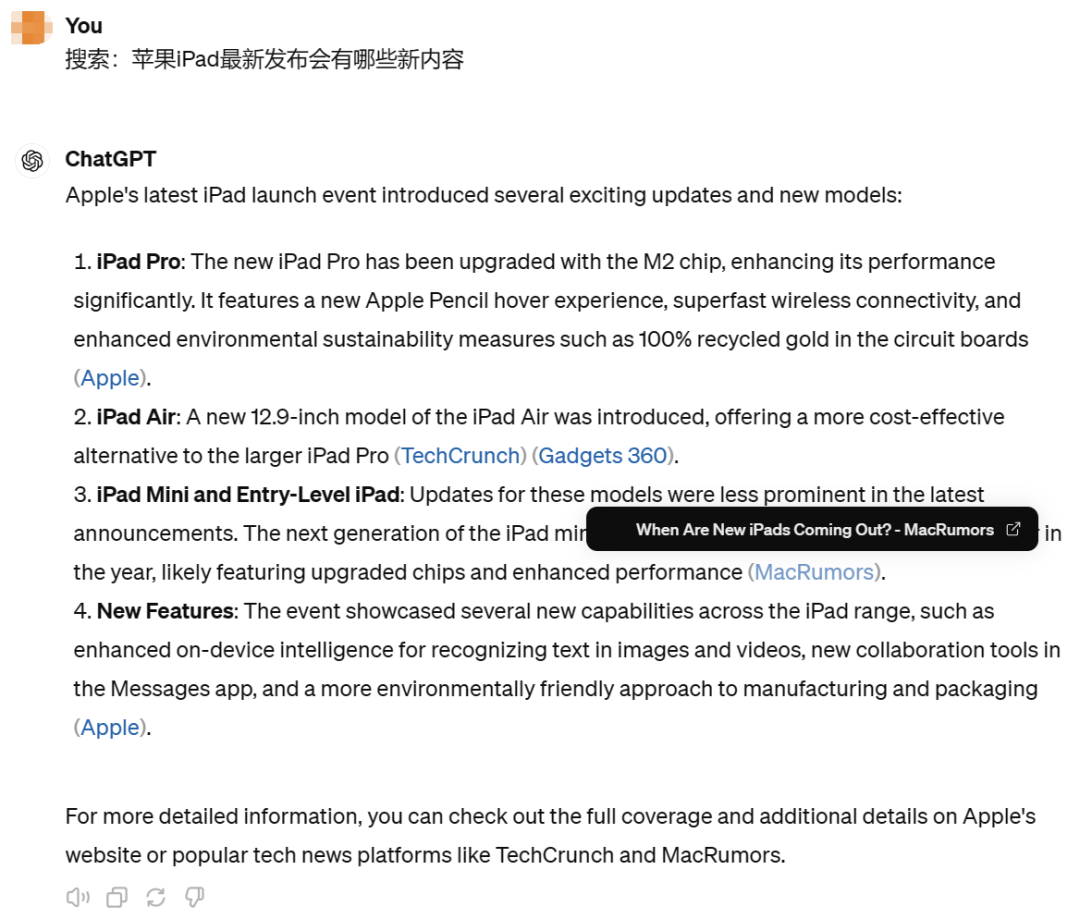 You
搜索：苹果iPad最新发布会有哪些新内容
ChatGPT
Apple's latest iPad launch event introduced several exciting updates and new models:
1. iPad Pro: The new iPad Pro has been upgraded with the M2 chip, enhancing its performance
significantly. It features a new Apple Pencil hover experience, superfast wireless connectivity, and
enhanced environmental sustainability measures such as 100% recycled gold in the circuit boards
(Apple).
2. iPad Air: A new 12.9-inch model of the iPad Air was introduced, offering a more cost-effective
alternative to the larger iPad Pro (TechCrunch) (Gadgets 360).
3. iPad Mini and Entry-Level iPad: Updates for these models were less prominent in the latest
announcements. The next generation of the iPad min
When Are New iPads Coming Out? - MacRumors
in
the year, likely featuring upgraded chips and enhanced performance (MacRumors).
4. New Features: The event showcased several new capabilities across the iPad range, such as
enhanced on-device intelligence for recognizing text in images and videos, new collaboration tools in
the Messages app, and a more environmentally friendly approach to manufacturing and packaging
(Apple).
For more detailed information, you can check out the full coverage and additional details on Apple's
website or popular tech news platforms like TechCrunch and MacRumors.